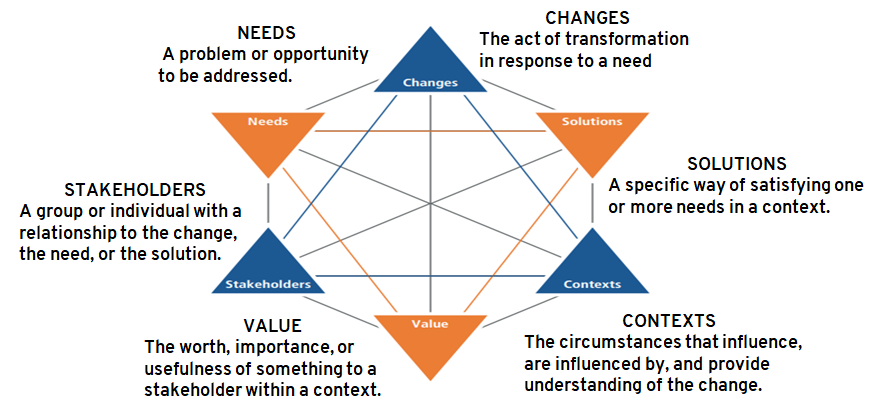 NEEDS
A problem or opportunity
to be addressed.
CHANGES
The act of transformation
in response to a need
Changes
Needs
Solutions
STAKEHOLDERS
A group or individual with a
relationship to the change,
the need, or the solution.
SOLUTIONS
A specific way of satisfying one
or more needs in a context.
Stakeholders
Contexts
Value
VALUE
The worth, importance, or
usefulness of something to a
stakeholder within a context.
CONTEXTS
The circumstances that influence,
are influenced by, and provide
understanding of the change.